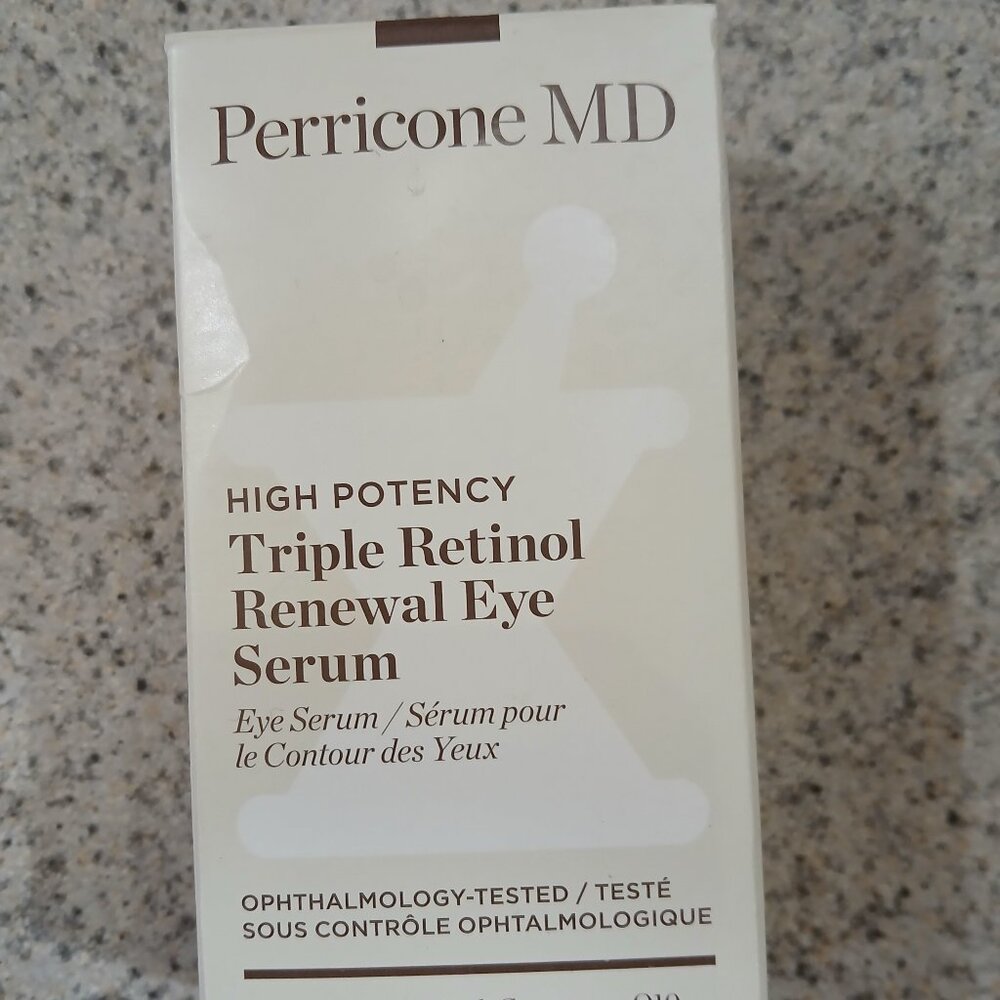 Perricone MD
HIGH POTENCY
Triple Retinol
Renewal Eye
Serum
Eye Serum / Sérum pour
le Contour des Yeux
OPHTHALMOLOGY-TESTED / TESTÉ
SOUS CONTRÔLE OPHTALMOLOGIQUE